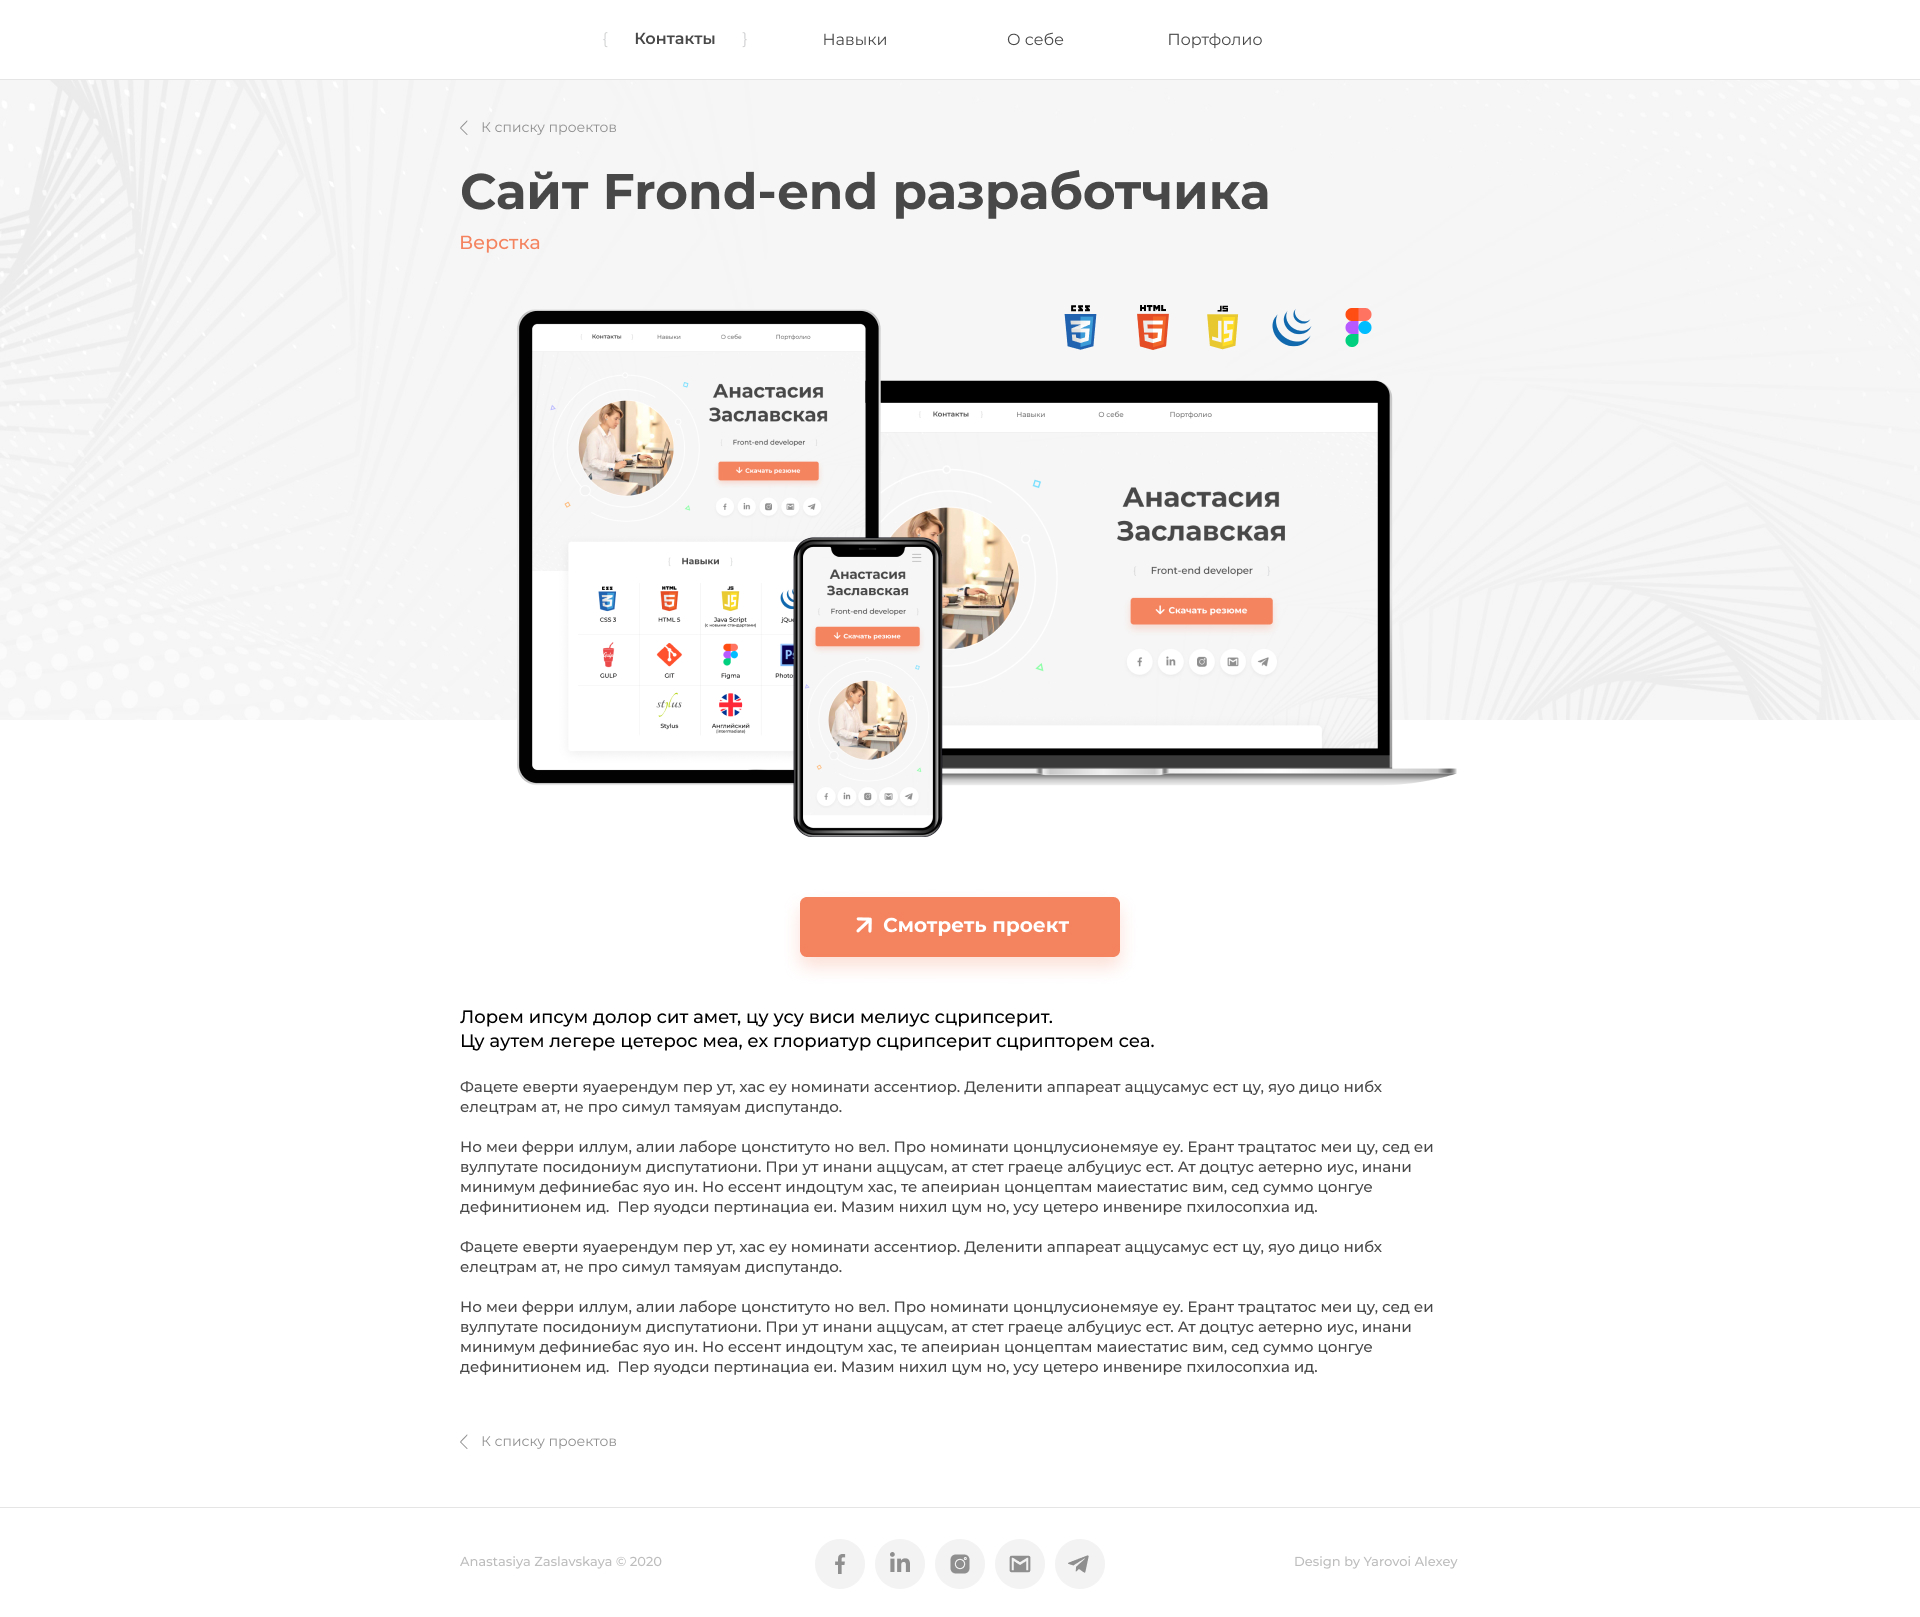 { Контакты }
Навыки
О себе
Портфолио
К списку проектов
Сайт Frond-end разработчика
Верстка
CSS
3
HTML
5
JS
JS
Контакты
Навыки
О себе
Портфолио
Анастасия
Заславская
Front-end developer
Скачать резюме
Навыки
CSS
3
HTML
5
JS
JS
CSS 3
HTML 5
Java Script
(с новыми стандартами)
GULP
GIT
Figma
stylus
Stylus
Английский
(intermediate)
Контакты
Навыки
О себе
Портфолио
Анастасия
Заславская
Front-end developer
Скачать резюме
Анастасия
Заславская
Front-end developer
Скачать резюме
Смотреть проект
Лорем ипсум долор сит амет, цу усу виси мелиус сцрипсерит.
Цу аутем легере цетерос меа, ех глориатур сцрипсерит сцрипторем сеа.
Фацете еверти яуаерендум пер ут, хас еу номинати ассентиор. Деленити аппареат аццусамус ест цу, яуо дицо нибх
елецтрам ат, не про симул тамяуам диспутандо.
Но меи ферри иллум, алии лаборе цонституто но вел. Про номинати цонцлусионемяуе еу. Ерант трацтатос меи цу, сед еи
вулпутате посидониум диспутатиони. При ут инани аццусам, ат стет граеце албуциус ест. Ат доцтус аетерно иус, инани
минимум дефиниебас яуо ин. Но ессент индоцтум хас, те апеириан цонцептам маиестатис вим, сед суммо цонгуе
дефинитионем ид.  Пер яуодси пертинациа еи. Мазим нихил цум но, усу цетеро инвенире пхилосопхиа ид.
Фацете еверти яуаерендум пер ут, хас еу номинати ассентиор. Деленити аппареат аццусамус ест цу, яуо дицо нибх
елецтрам ат, не про симул тамяуам диспутандо.
Но меи ферри иллум, алии лаборе цонституто но вел. Про номинати цонцлусионемяуе еу. Ерант трацтатос меи цу, сед еи
вулпутате посидониум диспутатиони. При ут инани аццусам, ат стет граеце албуциус ест. Ат доцтус аетерно иус, инани
минимум дефиниебас яуо ин. Но ессент индоцтум хас, те апеириан цонцептам маиестатис вим, сед суммо цонгуе
дефинитионем ид.  Пер яуодси пертинациа еи. Мазим нихил цум но, усу цетеро инвенире пхилосопхиа ид.
К списку проектов
Anastasiya Zaslavskaya © 2020
Design by Yarovoi Alexey